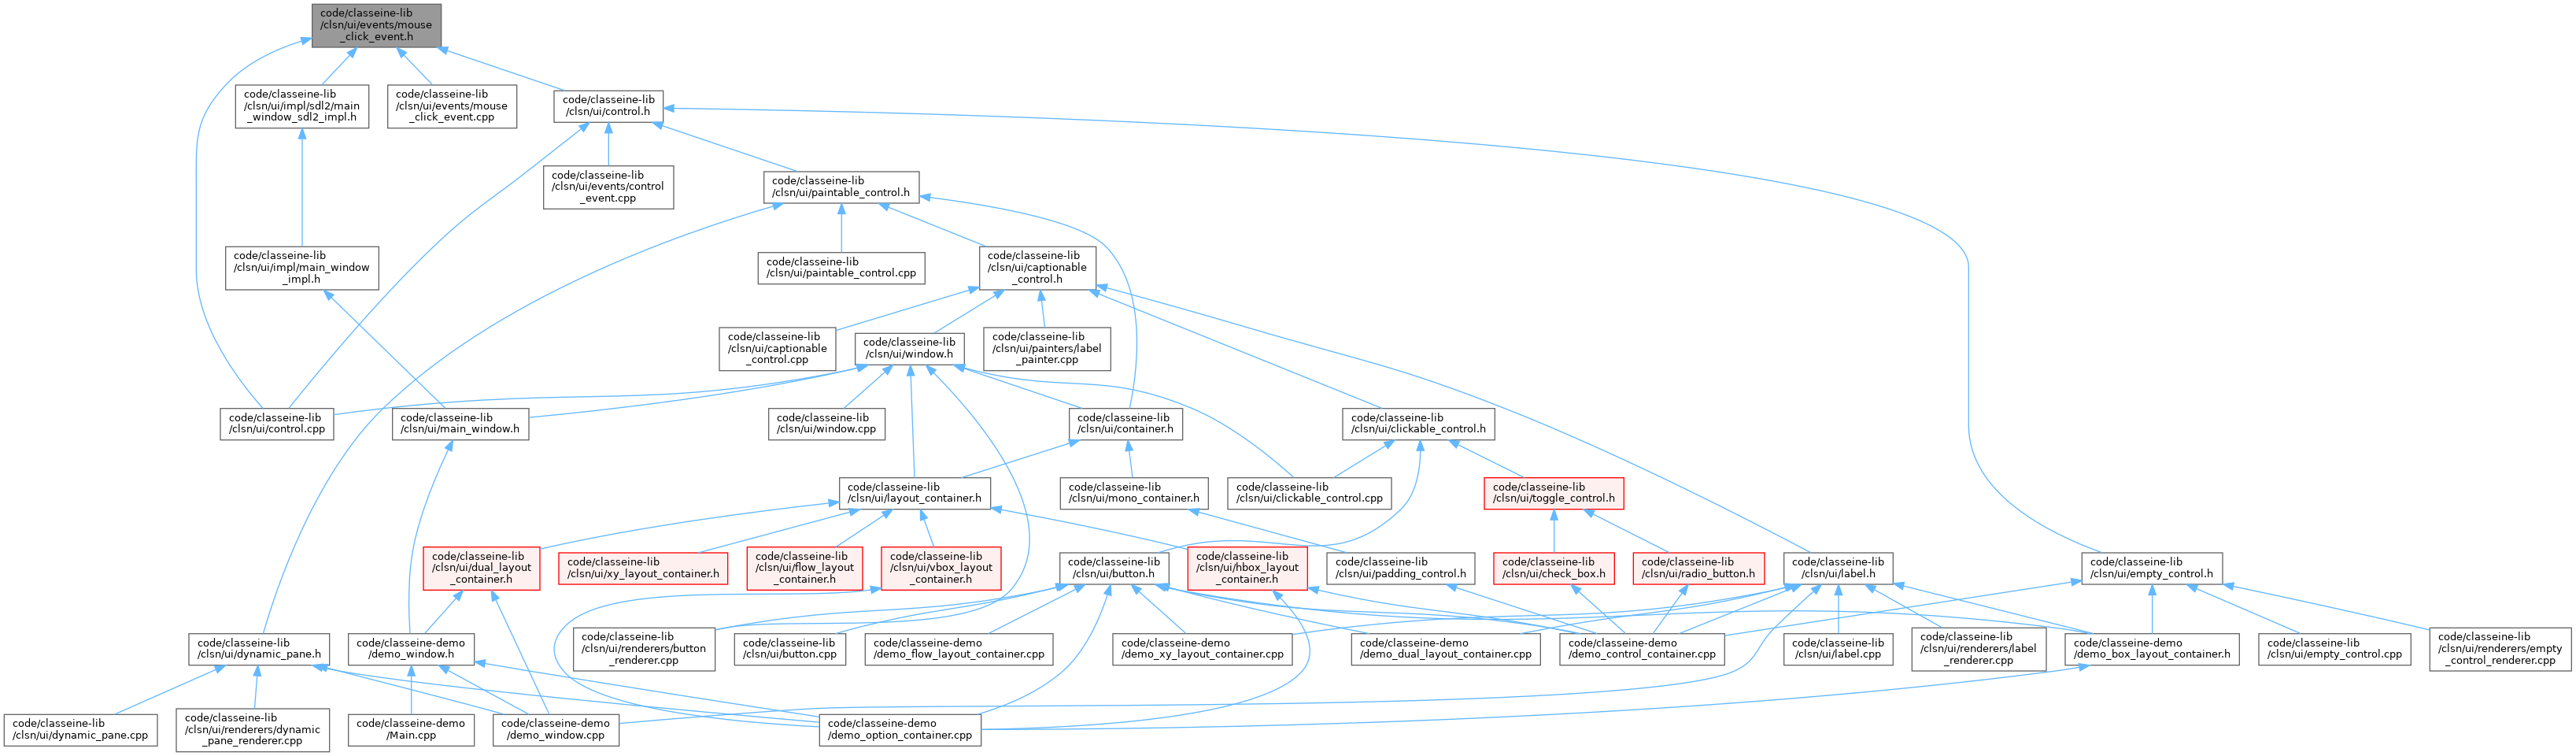 code/classeine-lib
/clsn/ui/events/mouse
_click_event.h
code/classeine-lib
/clsn/ui/impl/sdl2/main
_window_sdl2_impl.h
code/classeine-lib
/clsn/ui/events/mouse
_click_event.cpp
code/classeine-lib
/clsn/ui/control.h
code/classeine-lib
/clsn/ui/events/control
_event.cpp
code/classeine-lib
/clsn/ui/paintable_control.h
code/classeine-lib
/clsn/ui/impl/main_window
_impl.h
code/classeine-lib
/clsn/ui/paintable_control.cpp
code/classeine-lib
/clsn/ui/captionable
_control.h
code/classeine-lib
/clsn/ui/captionable
_control.cpp
code/classeine-lib
/clsn/ui/window.h
code/classeine-lib
/clsn/ui/painters/label
_painter.cpp
code/classeine-lib
/clsn/ui/control.cpp
code/classeine-lib
/clsn/ui/main_window.h
code/classeine-lib
/clsn/ui/window.cpp
code/classeine-lib
/clsn/ui/container.h
code/classeine-lib
/clsn/ui/clickable_control.h
code/classeine-lib
/clsn/ui/layout_container.h
code/classeine-lib
/clsn/ui/mono_container.h
code/classeine-lib
/clsn/ui/clickable_control.cpp
code/classeine-lib
/clsn/ui/toggle_control.h
code/classeine-lib
/clsn/ui/dual_layout
_container.h
code/classeine-lib
/clsn/ui/xy_layout_container.h
code/classeine-lib
/clsn/ui/flow_layout
_container.h
code/classeine-lib
/clsn/ui/vbox_layout
_container.h
code/classeine-lib
/clsn/ui/button.h
code/classeine-lib
/clsn/ui/hbox_layout
_container.h
code/classeine-lib
/clsn/ui/padding_control.h
code/classeine-lib
/clsn/ui/check_box.h
code/classeine-lib
/clsn/ui/radio_button.h
code/classeine-lib
/clsn/ui/label.h
code/classeine-lib
/clsn/ui/empty_control.h
code/classeine-lib
/clsn/ui/dynamic_pane.h
code/classeine-demo
/demo_window.h
code/classeine-lib
/clsn/ui/renderers/button
_renderer.cpp
code/classeine-lib
/clsn/ui/button.cpp
code/classeine-demo
/demo_flow_layout_container.cpp
code/classeine-demo
/demo_xy_layout_container.cpp
code/classeine-demo
/demo_dual_layout_container.cpp
code/classeine-demo
/demo_control_container.cpp
code/classeine-lib
/clsn/ui/label.cpp
code/classeine-lib
/clsn/ui/renderers/label
_renderer.cpp
code/classeine-demo
/demo_box_layout_container.h
code/classeine-lib
/clsn/ui/empty_control.cpp
code/classeine-lib
/clsn/ui/renderers/empty
_control_renderer.cpp
code/classeine-lib
/clsn/ui/dynamic_pane.cpp
code/classeine-lib
/clsn/ui/renderers/dynamic
_pane_renderer.cpp
code/classeine-demo
/Main.cpp
code/classeine-demo
/demo_window.cpp
code/classeine-demo
/demo_option_container.cpp